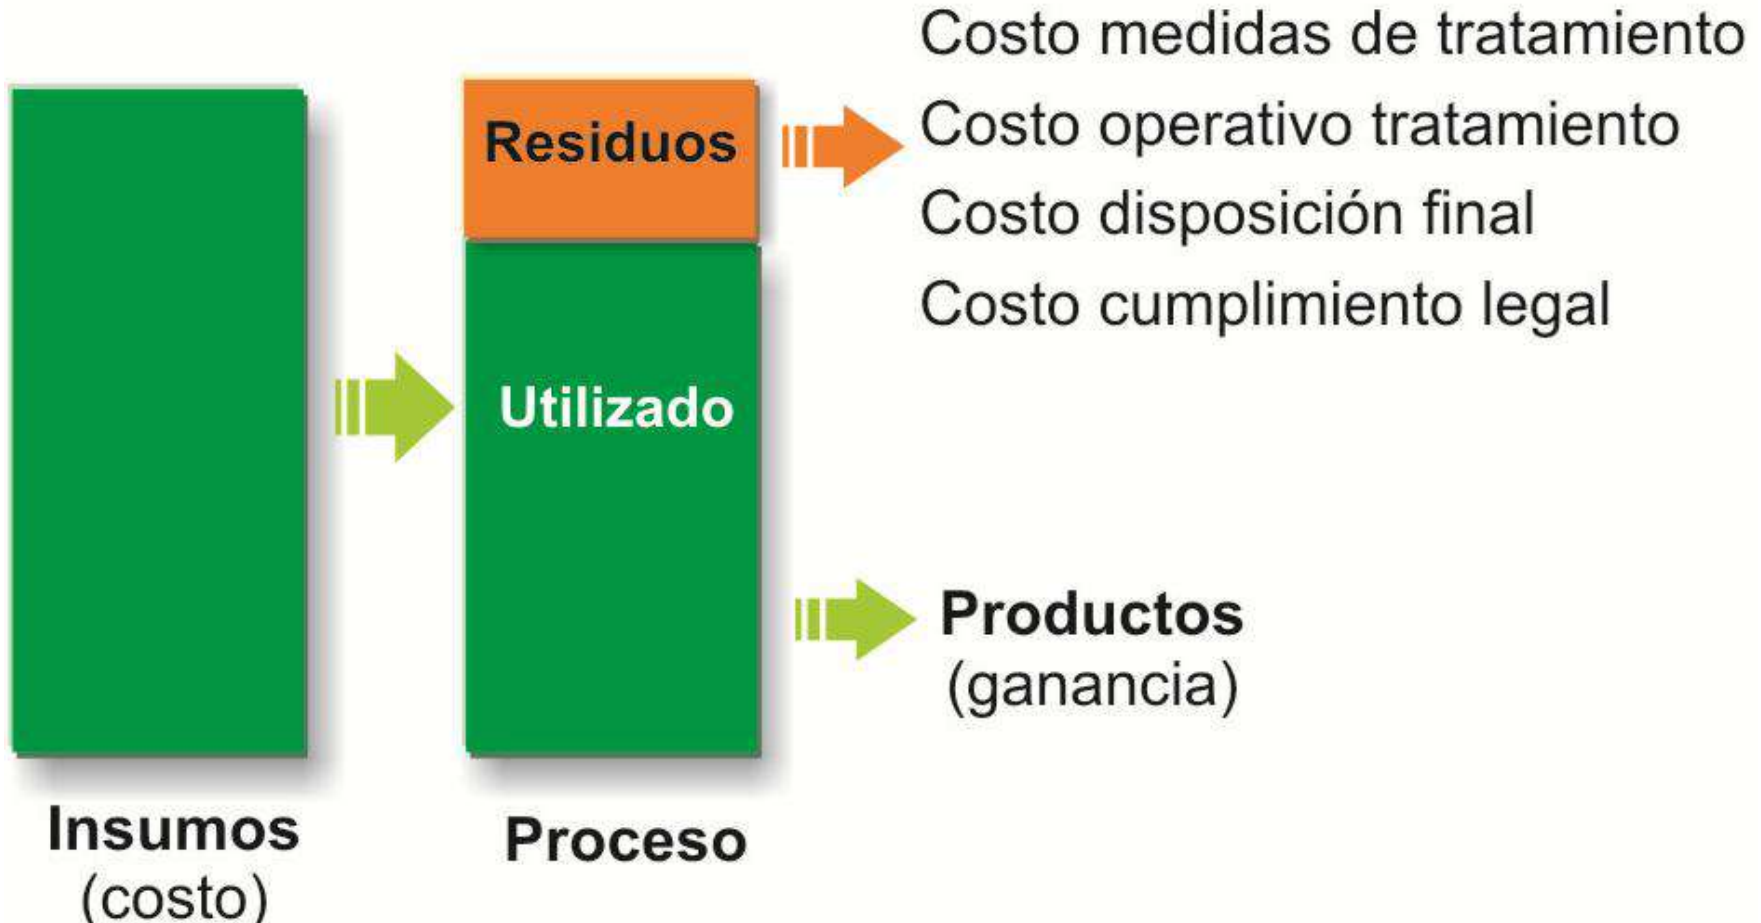 Costo medidas de tratamiento
Residuos
Costo operativo tratamiento
Costo disposición final
Costo cumplimiento legal
Utilizado
Productos
(ganancia)
Insumos
(costo)
Proceso